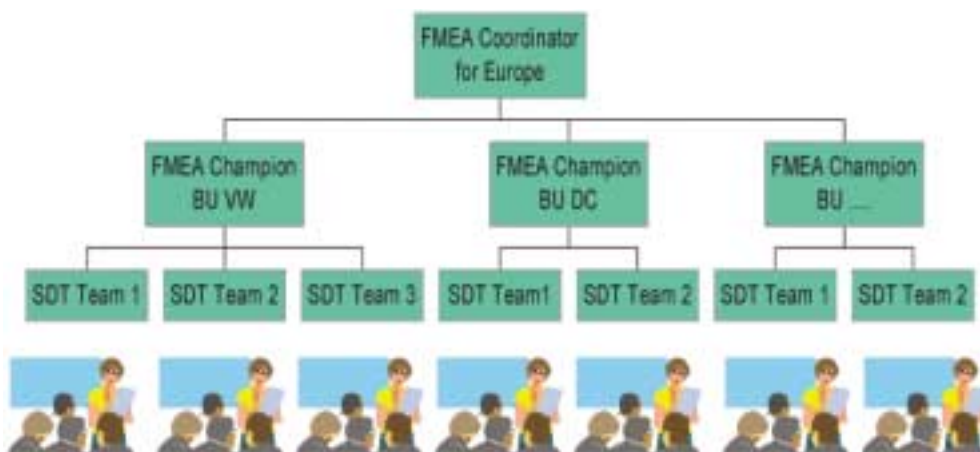 FMEA Coordinator
for Europe
FMEA Champion
BU VW
FMEA Champion
BU DC
FMEA Champion
BU ....
SDT Team 1
SDT Team 2
SDT Team 3
SDT Team1
SDT Team 2
SDT Team 1
SDT Team 2